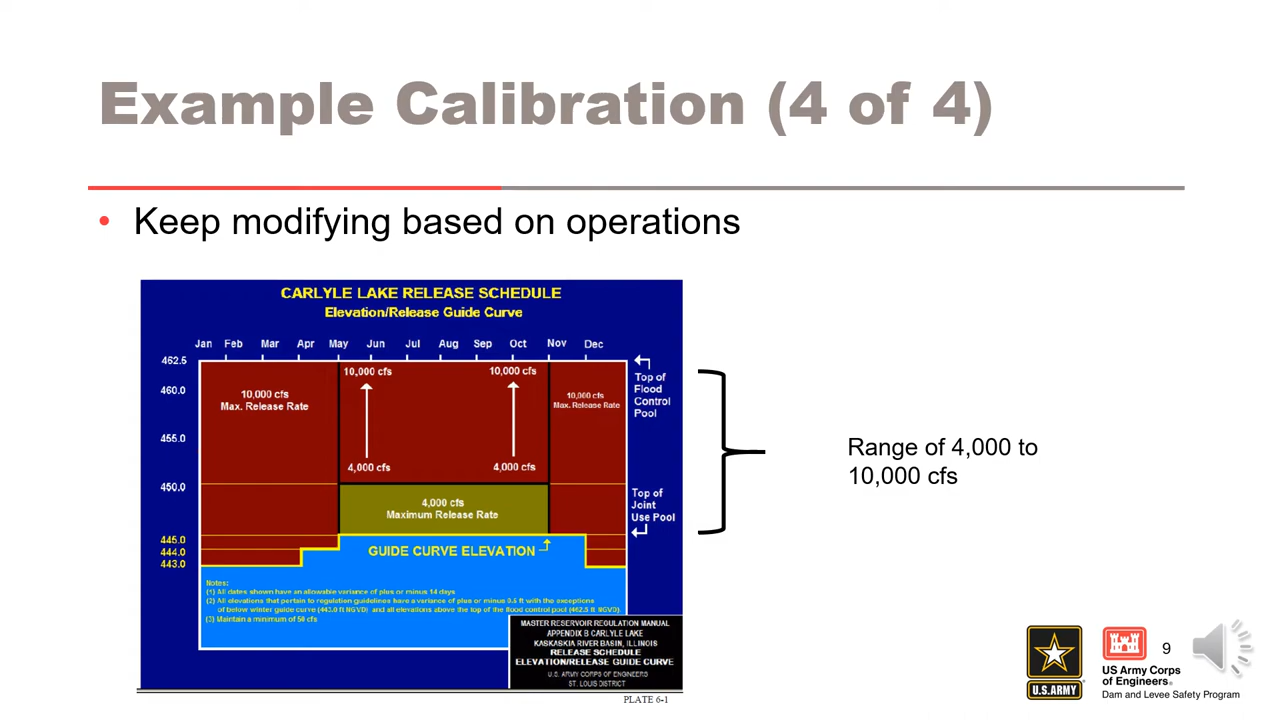 Example Calibration (4 of 4)
• Keep modifying based on operations
CARLYLE LAKE RELEASE SCHEDULE
Elevation/Release Guide Curve
Jan Feb Mar Apr May Jun Jul Aug Sep Oct Nov Dec
462.5
460.0
455.0
450.0
445.0
444.0
443.0
10,000 cfs
Max. Release Rate
10,000 cfs
4,000 cfs
10,000 cfs
4,000 cfs
10,000 cfs
Max. Release Rate
4,000 cfs
Maximum Release Rate
GUIDE CURVE ELEVATION
Top of
Flood
Control
Pool
Top of
Joint
Use Pool
Notes:
(1) All dates shown have an allowable variance of plus or minus 14 days
(2) All elevations that pertain to regulation guidelines have a variance of plus or minus 0.5 ft with the exceptions
of below winter guide curve (443.0 ft NGVD) and all elevations above the top of the flood control pool (462.5 ft NGVD).
(3) Maintain a minimum of 50 cfs
MASTER RESERVOIR REGULATION MANUAL
APPENDIX B CARLYLE LAKE
KASKASKIA RIVER BASIN, ILLINOIS
RELEASE SCHEDULE
ELEVATION/RELEASE GUIDE CURVE
U.S. ARMY CORPS OF ENGINEERS
ST. LOUIS DISTRICT
PLATE 6-1
Range of 4,000 to
10,000 cfs
U.S.ARMY
US Army Corps
of Engineers®
Dam and Levee Safety Program
9